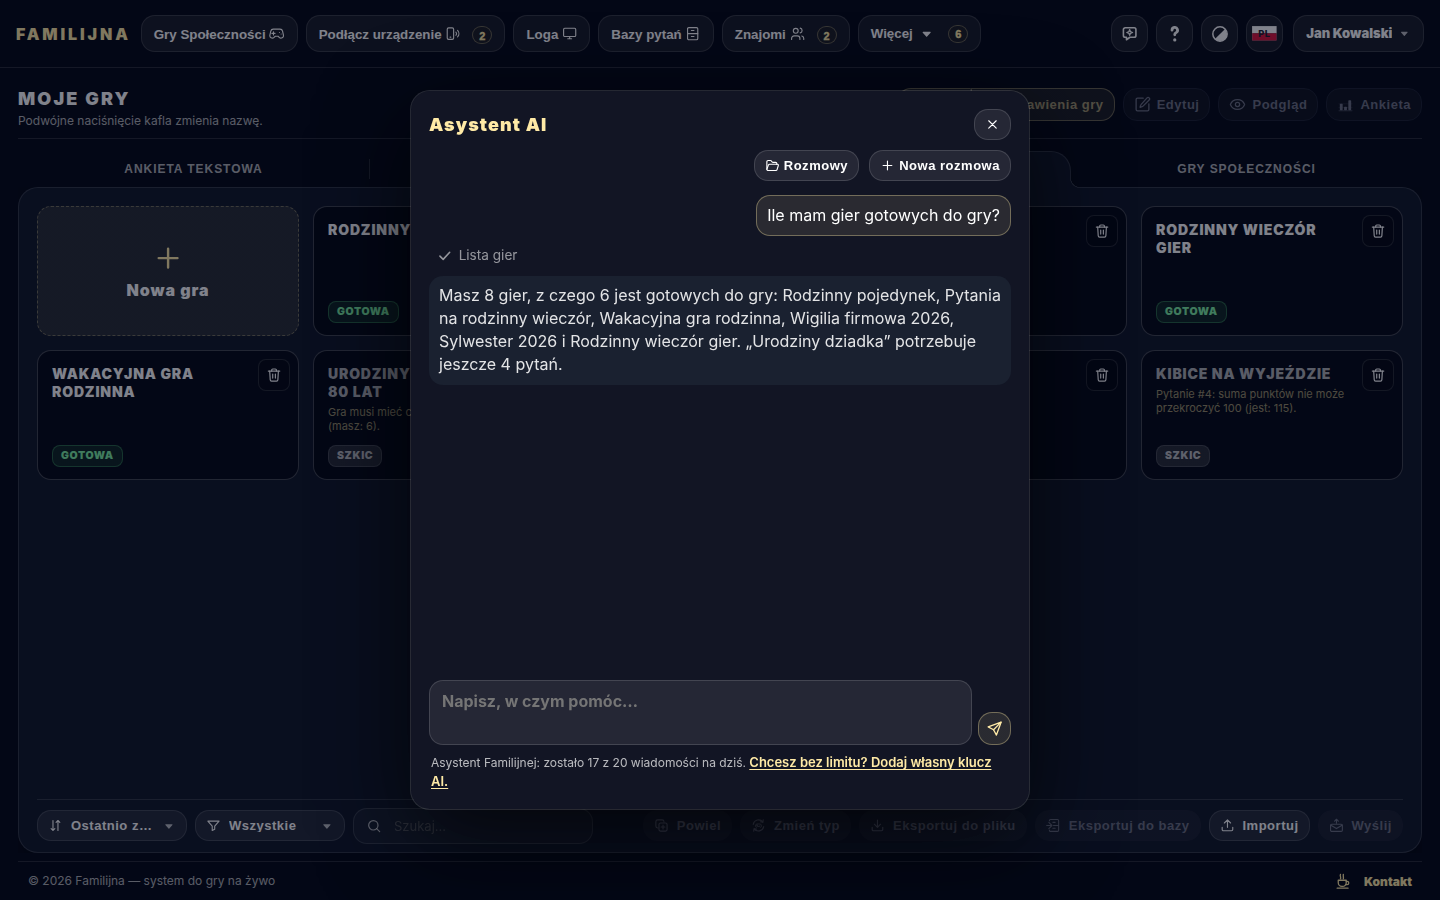 FAMILIJNA
Gry Społeczności
Podłącz urządzenie 2
Loga
Bazy pytań
Znajomi 2
Więcej 6
PL
Jan Kowalski
MOJE GRY
Podwójne naciśnięcie kafla zmienia nazwę.
awienia gry
Edytuj
Podgląd
Ankieta
Asystent AI
Rozmowy
Nowa rozmowa
ANKIETA TEKSTOWA
GRY SPOŁECZNOŚCI
Ile mam gier gotowych do gry?
Lista gier
Masz 8 gier, z czego 6 jest gotowych do gry: Rodzinny pojedynek, Pytania
na rodzinny wieczór, Wakacyjna gra rodzinna, Wigilia firmowa 2026,
Sylwester 2026 i Rodzinny wieczór gier. „Urodziny dziadka” potrzebuje
jeszcze 4 pytań.
Nowa gra
RODZINNY
GOTOWA
RODZINNY WIECZÓR
GIER
GOTOWA
WAKACYJNA GRA
RODZINNA
GOTOWA
URODZINY
80 LAT
Gra musi mieć
(masz: 6).
SZKIC
KIBICE NA WYJEŹDZIE
Pytanie #4: suma punktów nie może
przekroczyć 100 (jest: 115).
SZKIC
Napisz, w czym pomóc...
Asystent Familijnej: zostało 17 z 20 wiadomości na dziś. Chcesz bez limitu? Dodaj własny klucz
AI.
Ostatnio z...
Wszystkie
Szukaj...
Powiel
Zmień typ
Eksportuj do pliku
Eksportuj do bazy
Importuj
Wyślij
© 2026 Familijna — system do gry na żywo
Kontakt